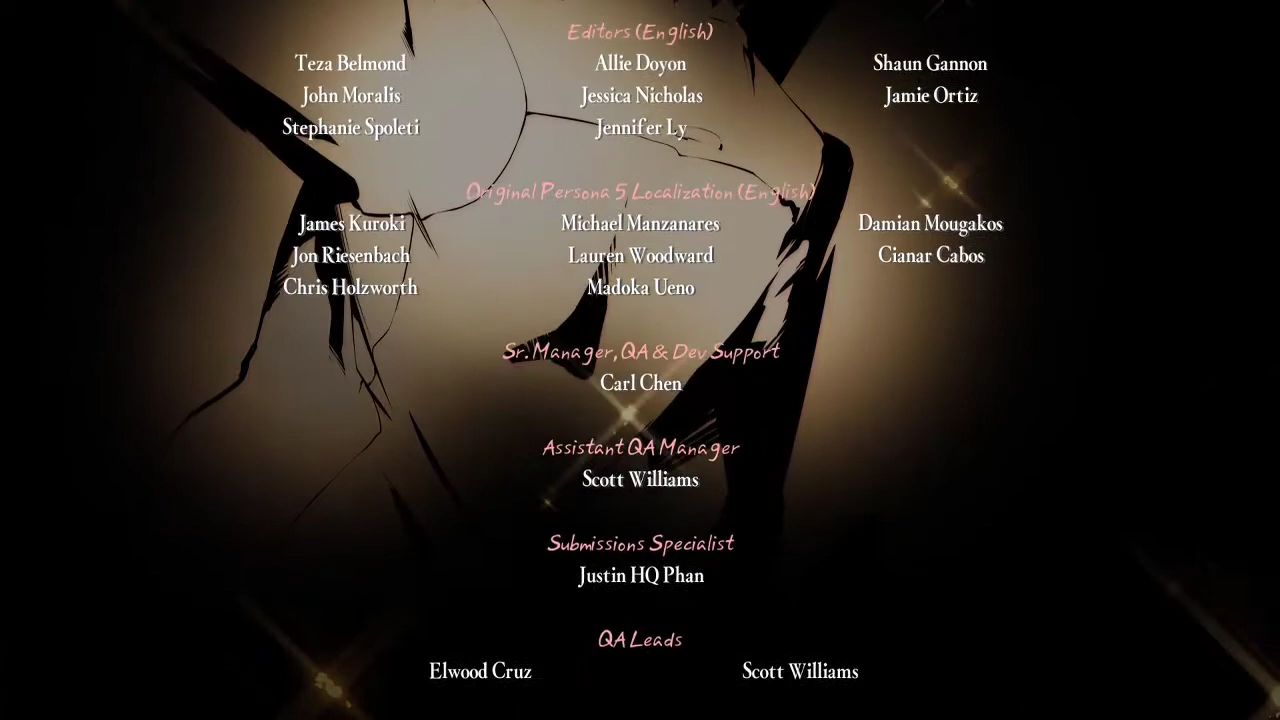 Editors (English)
Teza Belmond Allie Doyon Shaun Gannon
John Moralis Jessica Nicholas Jamie Ortiz
Stephanie Spoleti Jennifer Ly
Original Persona 5 Localization (English)
James Kuroki Michael Manzanares Damian Mougakos
Jon Riesenbach Lauren Woodward Cianar Cabos
Chris Holzworth Madoka Ueno
Sr. Manager, QA & Dev Support
Carl Chen
Assistant QA Manager
Scott Williams
Submissions Specialist
Justin HQ Phan
QA Leads
Elwood Cruz Scott Williams